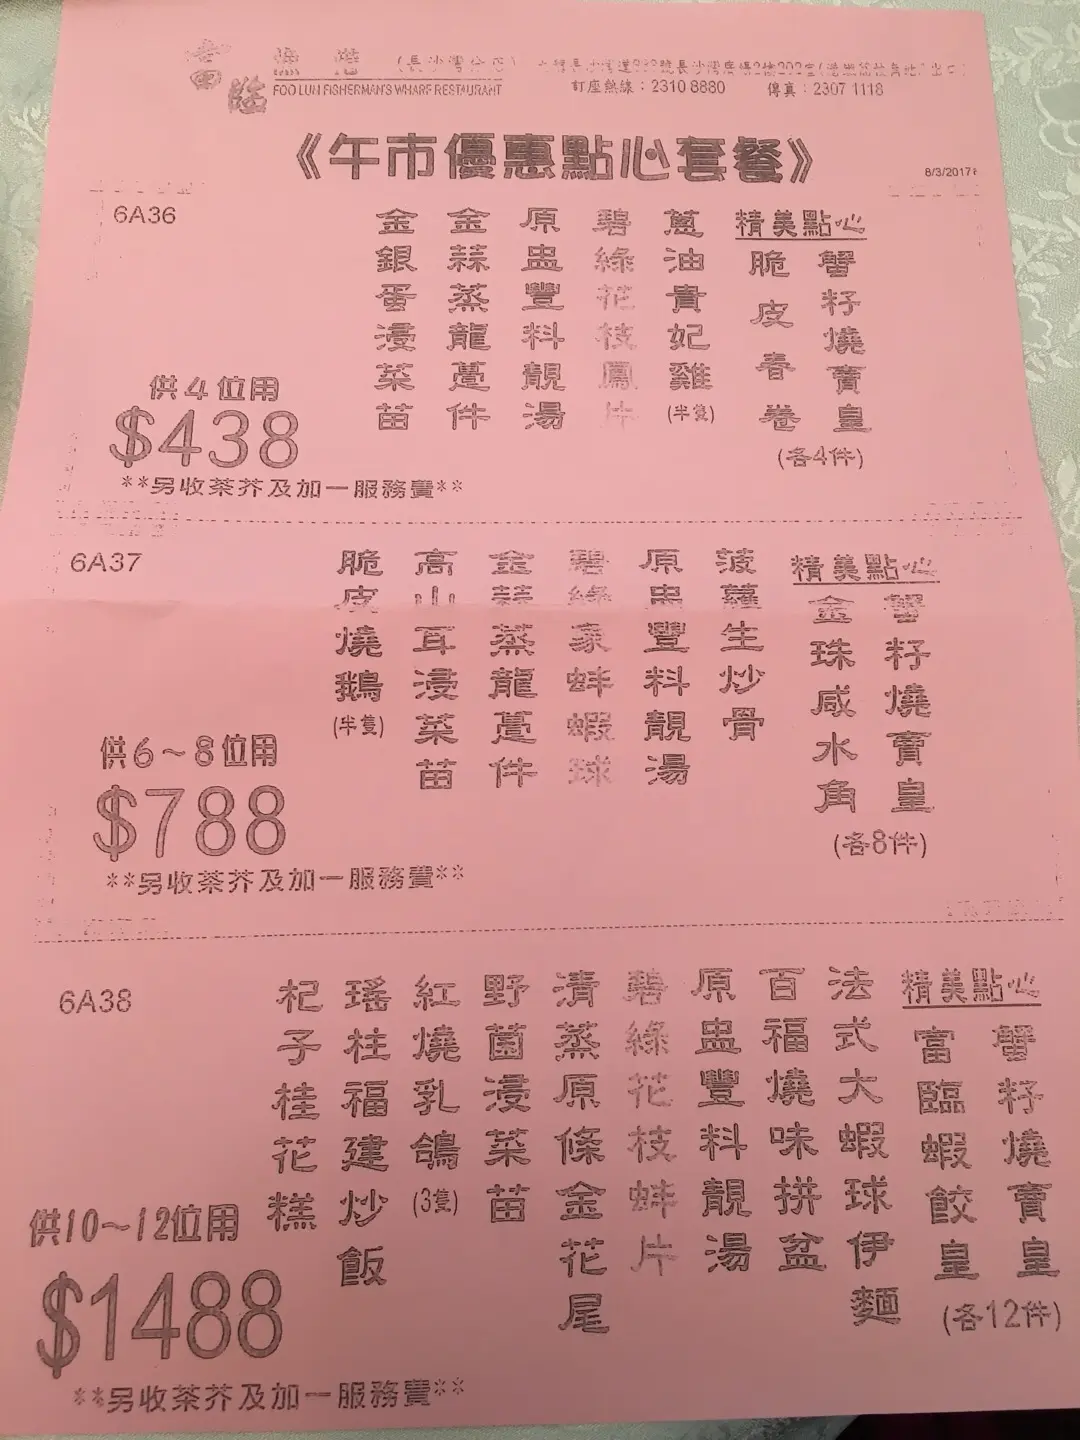 富臨漁港 (長沙灣分店)
FOO LUM FISHERMAN'S WHARF RESTAURANT
訂座熱線：2310 8880 傳真：2307 1118
《午市優惠點心套餐》
8/3/2017
6A36
精美點心
蟹籽燒賣皇
脆皮春卷
(各4件)
蔥油貴妃雞(半隻)
碧綠花枝鳳片
原盅豐料靚湯
金蒜蒸龍躉件
金銀蛋浸菜苗
供4位用
$438
**另收茶芥及加一服務費**
6A37
精美點心
蟹籽燒賣皇
金珠咸水角
(各8件)
菠蘿生炒骨
原盅豐料靚湯
碧綠象蚌蝦球
金蒜蒸龍躉件
高山耳浸菜苗
脆皮燒鵝(半隻)
供6~8位用
$788
**另收茶芥及加一服務費**
6A38
精美點心
蟹籽燒賣皇
富臨蝦餃皇
(各12件)
法式大蝦球伊麵
百福燒味拼盆
原盅豐料靚湯
碧綠花枝蚌片
清蒸原條金花尾
野菌浸菜苗
紅燒乳鴿(3隻)
瑤柱福建炒飯
杞子桂花糕
供10~12位用
$1488
**另收茶芥及加一服務費**